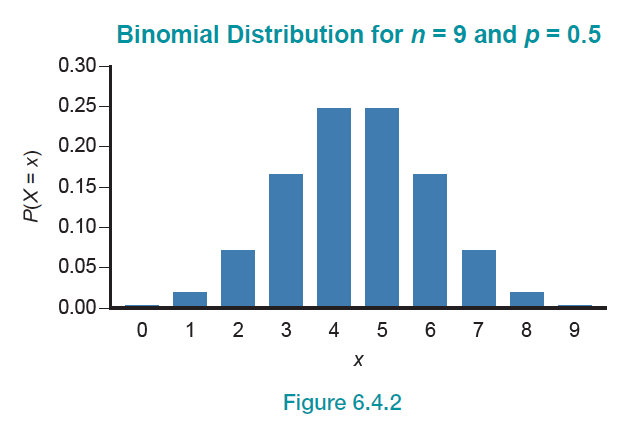 Binomial Distribution for n = 9 and p = 0.5
0.30
0.25
0.20
0.15
0.10
0.05
0.00
P(X = x)
0 1 2 3 4 5 6 7 8 9
x
Figure 6.4.2